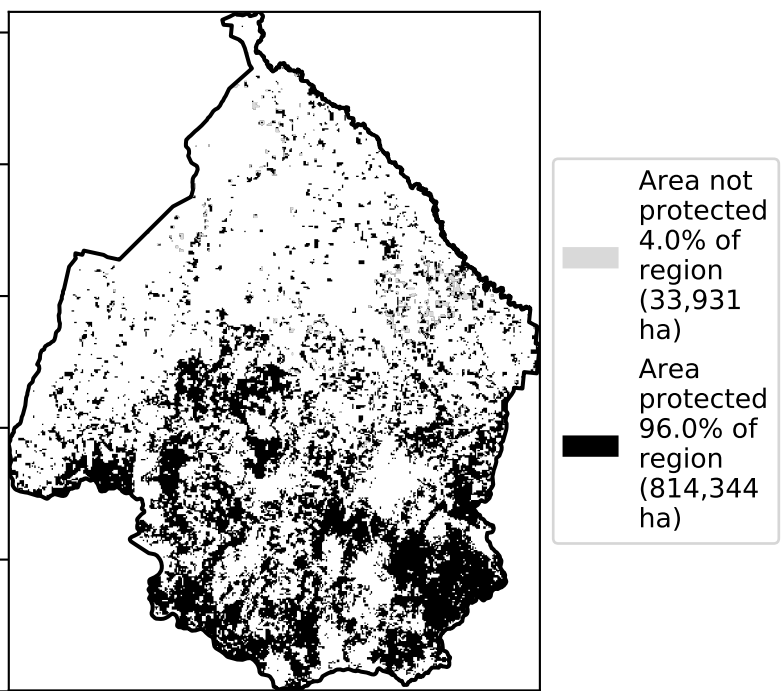 Area not
protected
4.0% of
region
(33,931
ha)
Area
protected
96.0% of
region
(814,344
ha)